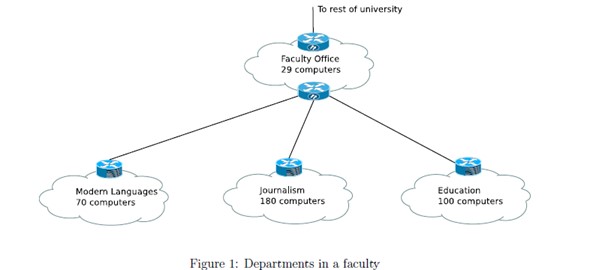 To rest of university
Faculty Office
29 computers
Modern Languages
70 computers
Journalism
180 computers
Education
100 computers
Figure 1: Departments in a faculty